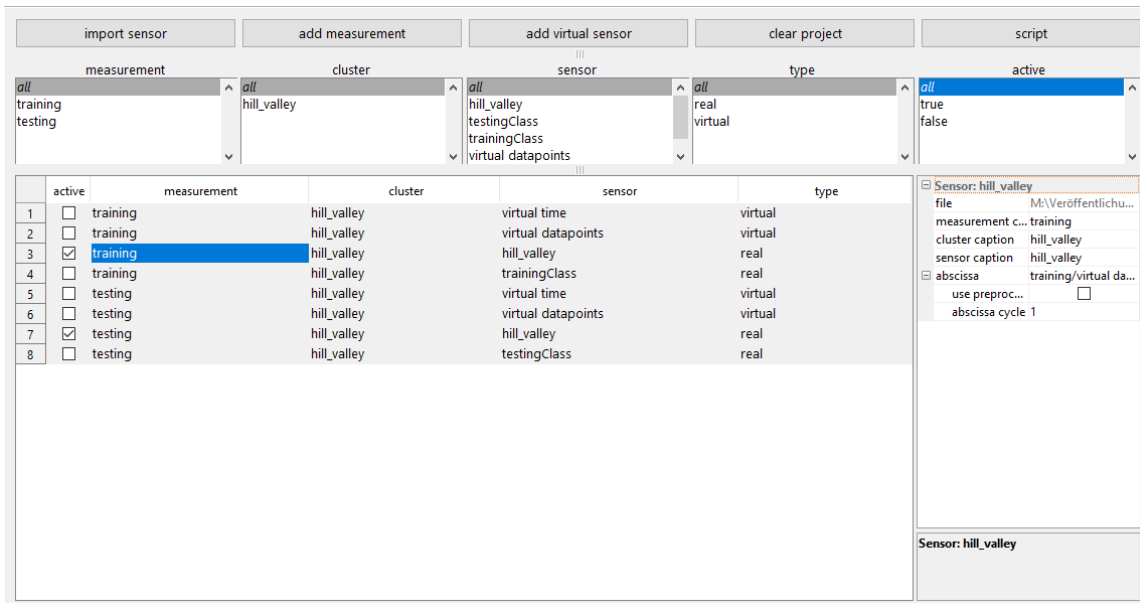 import sensor add measurement add virtual sensor clear project script
measurement cluster sensor type active
all all all all all
training hill_valley hill_valley real true
testing testingClass virtual false
trainingClass
virtual datapoints
active measurement cluster sensor type
1 training hill_valley virtual time virtual
2 training hill_valley virtual datapoints virtual
3 training hill_valley hill_valley real
4 training hill_valley trainingClass real
5 testing hill_valley virtual time virtual
6 testing hill_valley virtual datapoints virtual
7 testing hill_valley hill_valley real
8 testing hill_valley testingClass real
Sensor: hill_valley
file M:\Veröffentlichu...
measurement c... training
cluster caption hill_valley
sensor caption hill_valley
abscissa training/virtual da...
use preproc...
abscissa cycle 1
Sensor: hill_valley